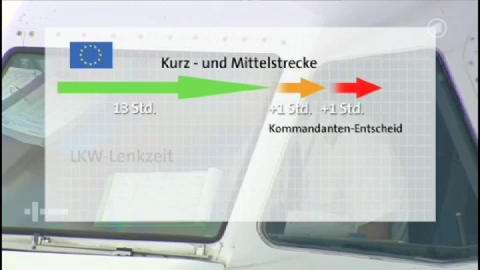 Kurz - und Mittelstrecke
13 Std.
+1 Std.
+1 Std.
Kommandanten-Entscheid
LKW-Lenkzeit